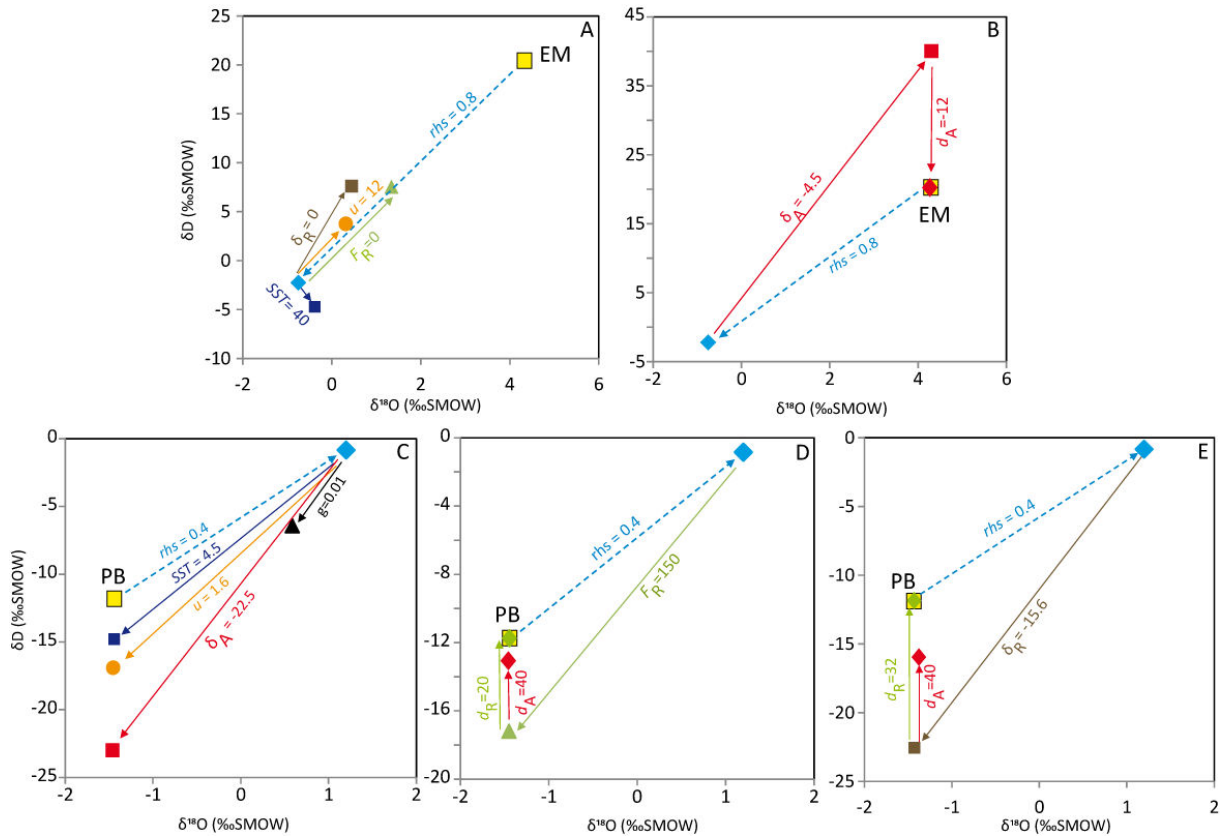 A
25
20
15
10
5
0
-5
-10
-2
0
2
4
6
δD (‰SMOW)
δ¹⁸O (‰SMOW)
EM
rhs = 0.8
u = 12
δR = 0
FR=0
SST= 40
B
45
35
25
15
5
-5
-2
0
2
4
6
δ¹⁸O (‰SMOW)
δA = -4.5
dA=-12
EM
rhs = 0.8
C
0
-5
-10
-15
-20
-25
-2
-1
0
1
2
δD (‰SMOW)
δ¹⁸O (‰SMOW)
PB
rhs = 0.4
SST = 4.5
u = 1.6
δA = -22.5
g=0.01
D
0
-4
-8
-12
-16
-20
-2
-1
0
1
2
δ¹⁸O (‰SMOW)
PB
rhs = 0.4
FR=150
dR=20
dA=40
E
0
-5
-10
-15
-20
-25
-2
-1
0
1
2
δ¹⁸O (‰SMOW)
PB
rhs = 0.4
δR = -15.6
dR=32
dA=40